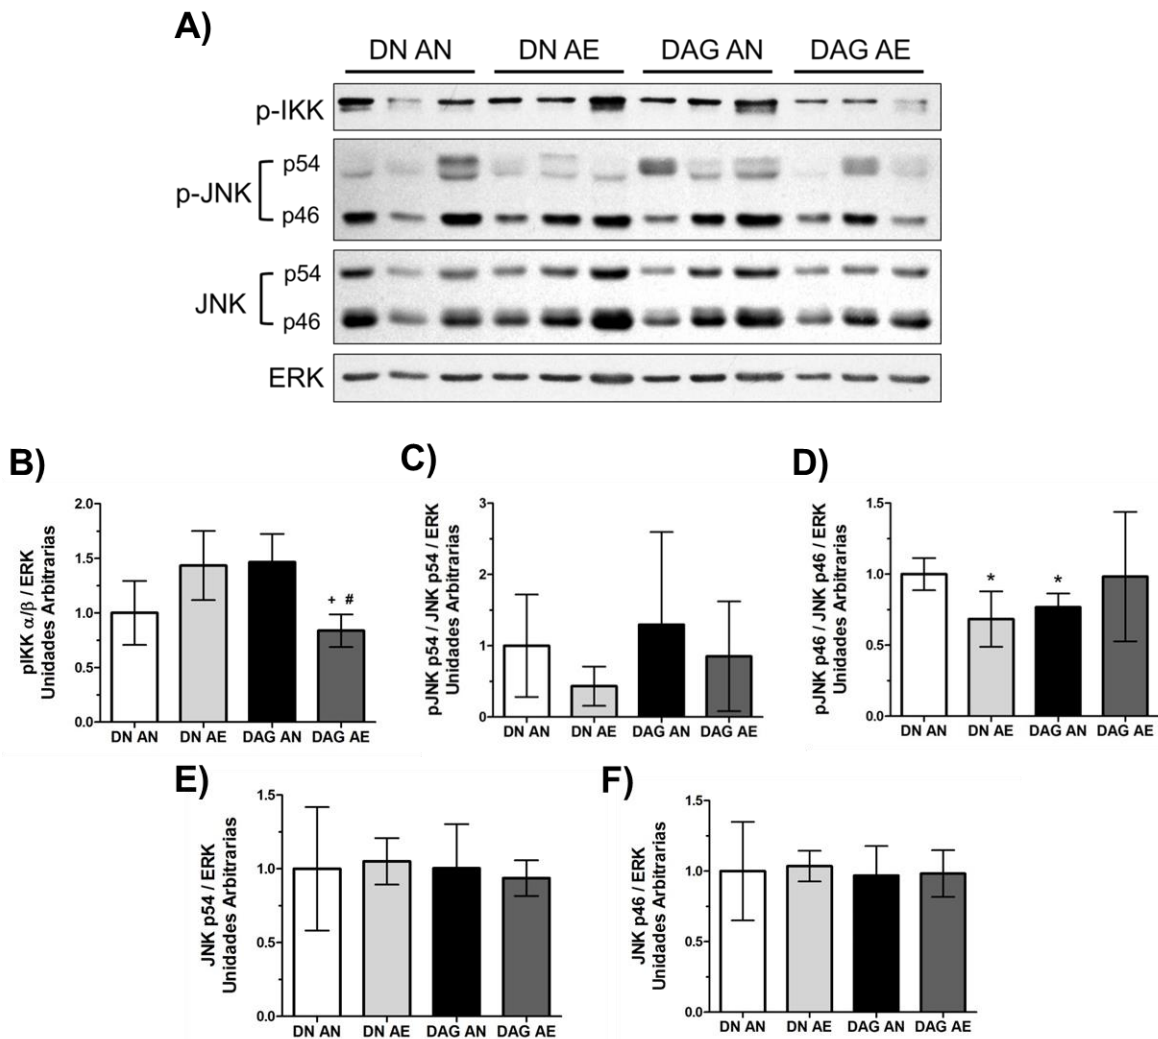 A)
DN AN DN AE DAG AN DAG AE
p-IKK
p54
p-JNK
p46
p54
JNK
p46
ERK
B)
pIKK α/β / ERK
Unidades Arbitrarias
2.0
1.5
1.0
0.5
0.0
+ #
DN AN DN AE DAG AN DAG AE
C)
pJNK p54 / JNK p54 / ERK
Unidades Arbitrarias
3
2
1
0
DN AN DN AE DAG AN DAG AE
D)
pJNK p46 / JNK p46 / ERK
Unidades Arbitrarias
1.5
1.0
0.5
0.0
* *
DN AN DN AE DAG AN DAG AE
E)
JNK p54 / ERK
Unidades Arbitrarias
1.5
1.0
0.5
0.0
DN AN DN AE DAG AN DAG AE
F)
JNK p46 / ERK
Unidades Arbitrarias
1.5
1.0
0.5
0.0
DN AN DN AE DAG AN DAG AE